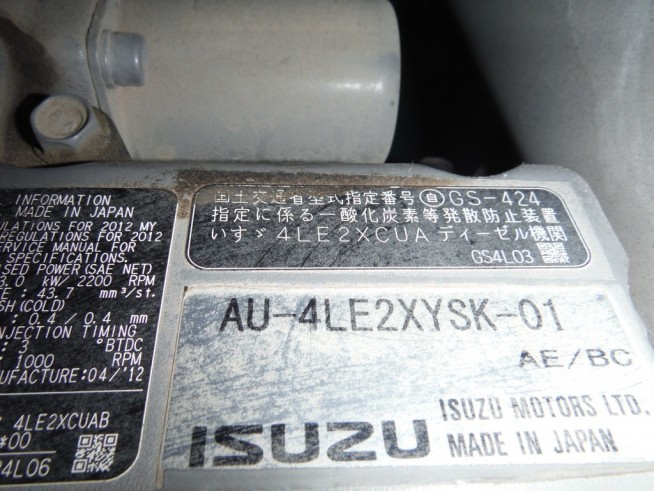 INFORMATION
MADE IN JAPAN
ULATIONS FOR 2012 MY
REGULATIONS FOR 2012
SERVICE MANUAL FOR
SPECIFICATIONS.
SSED POWER(SAE NET)
3.0 kW/ 2200 RPM
E : 43.7 mm³/st.
SH(COLD)
0.4/ 0.4 mm
NJECTION TIMING
: 3 °BTDC
1000 RPM
UFACTURE:04/'12
4LE2XCUAB
*00
4L06
国土交通省型式指定番号 自 GS-424
指定に係る一酸化炭素等発散防止装置
いすゞ 4LE2XCUA ディーゼル機関
GS4L03
AU-4LE2XYSK-01
AE/BC
ISUZU
ISUZU MOTORS LTD.
MADE IN JAPAN